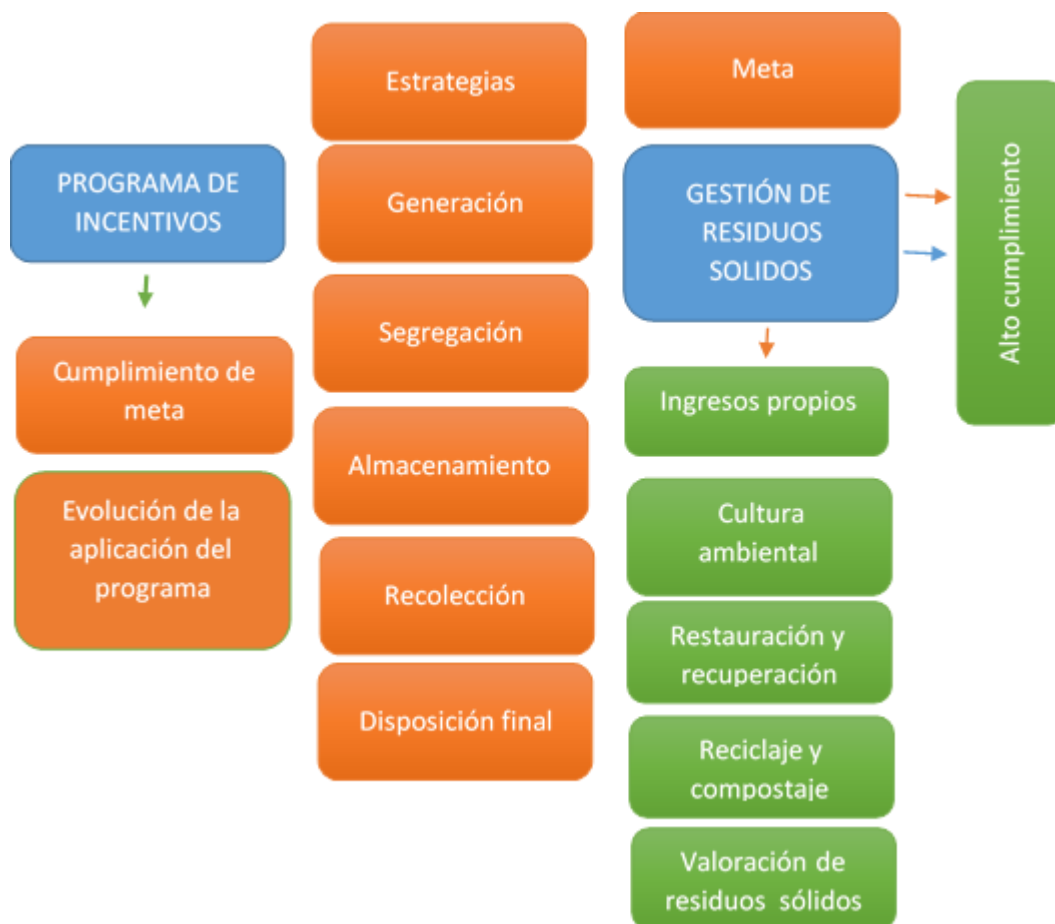 PROGRAMA DE
INCENTIVOS
Cumplimiento de
meta
Evolución de la
aplicación del
programa
Estrategias
Generación
Segregación
Almacenamiento
Recolección
Disposición final
Meta
GESTIÓN DE
RESIDUOS
SOLIDOS
Ingresos propios
Cultura
ambiental
Restauración y
recuperación
Reciclaje y
compostaje
Valoración de
residuos sólidos
Alto cumplimiento